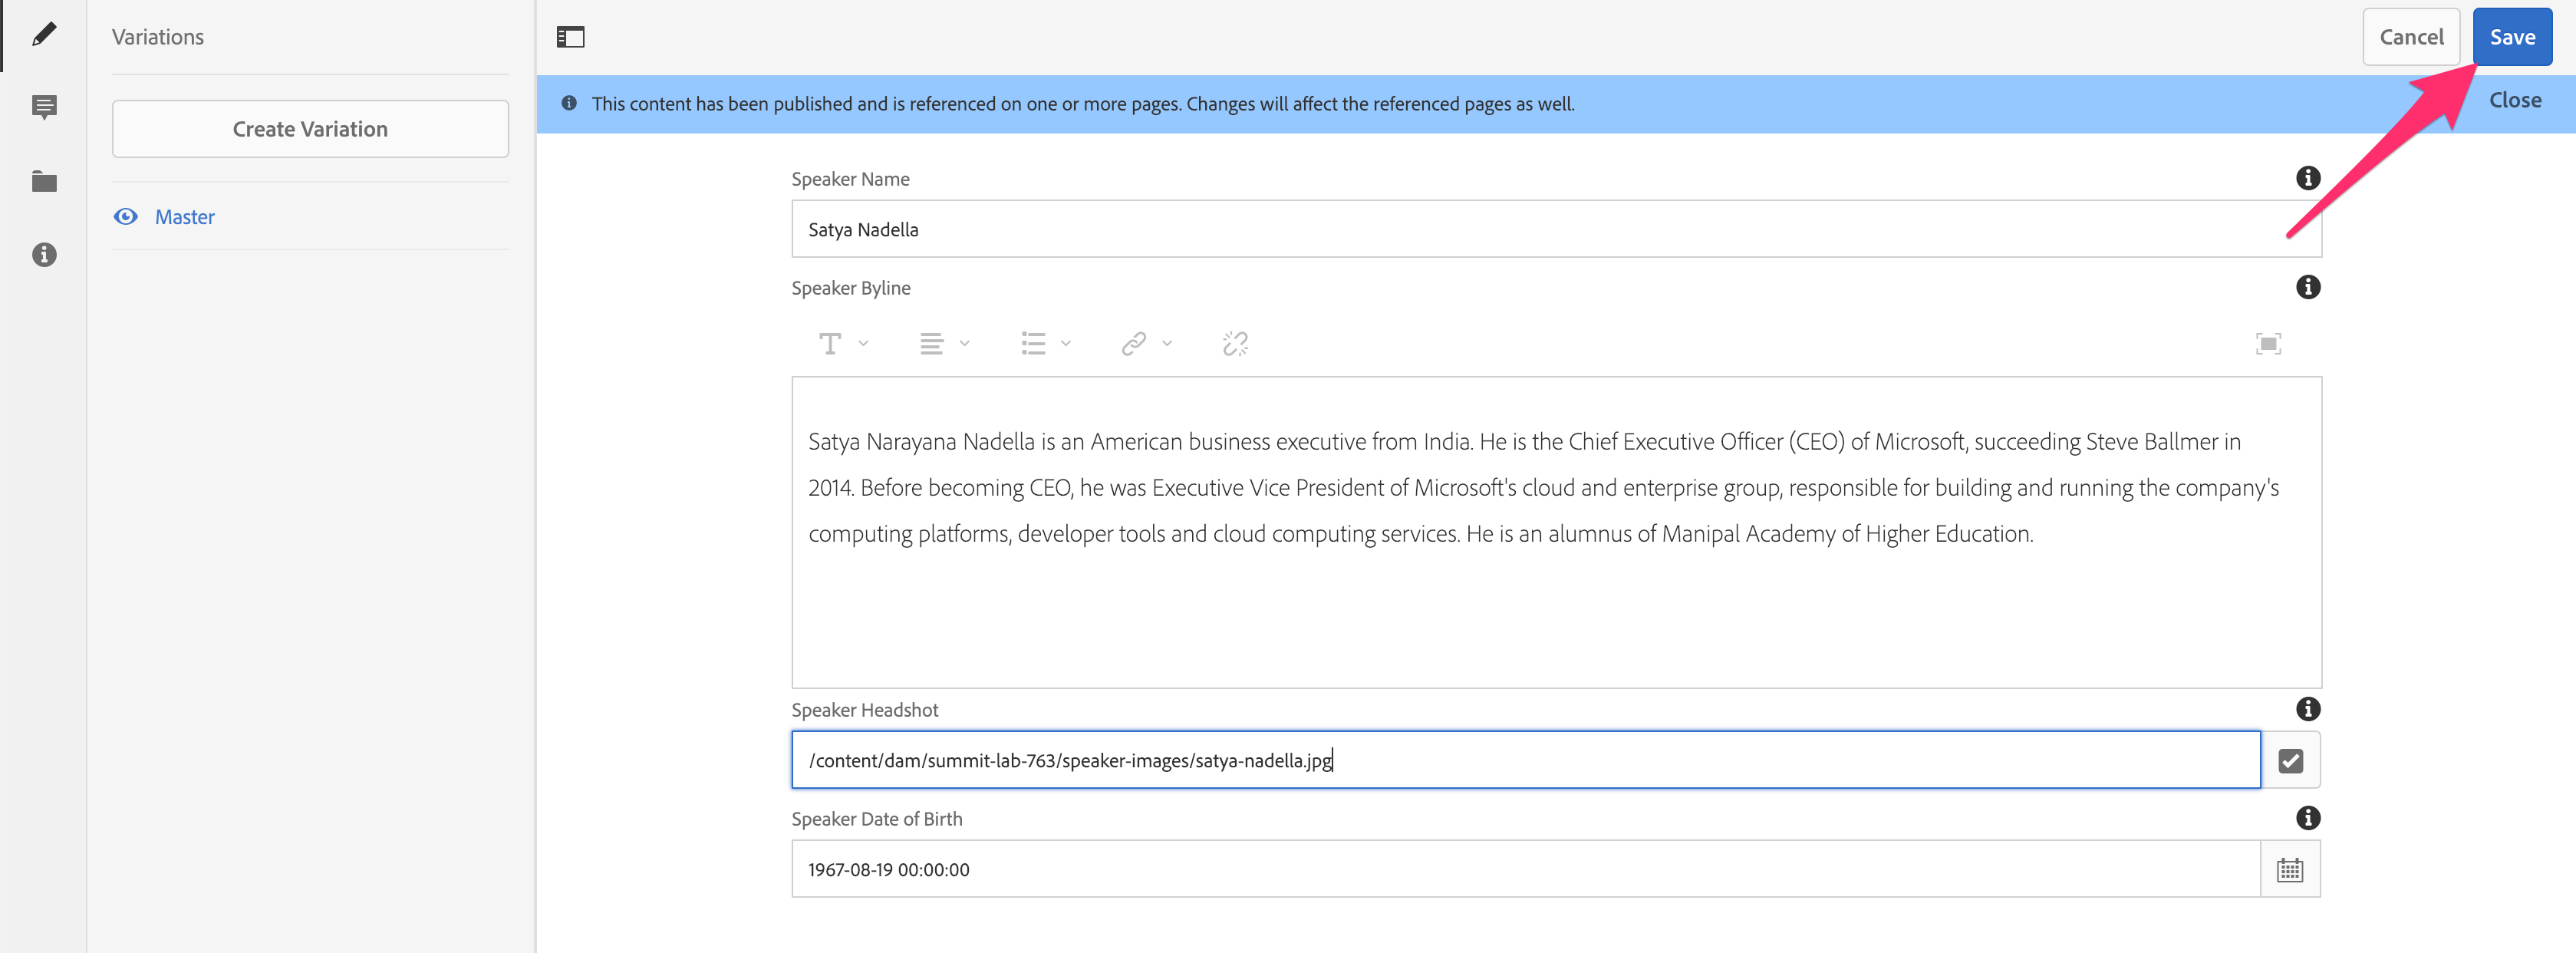 Variations
Create Variation
Master
Cancel
Save
This content has been published and is referenced on one or more pages. Changes will affect the referenced pages as well.
Close
Speaker Name
Satya Nadella
Speaker Byline
Satya Narayana Nadella is an American business executive from India. He is the Chief Executive Officer (CEO) of Microsoft, succeeding Steve Ballmer in
2014. Before becoming CEO, he was Executive Vice President of Microsoft's cloud and enterprise group, responsible for building and running the company's
computing platforms, developer tools and cloud computing services. He is an alumnus of Manipal Academy of Higher Education.
Speaker Headshot
/content/dam/summit-lab-763/speaker-images/satya-nadella.jpg
Speaker Date of Birth
1967-08-19 00:00:00